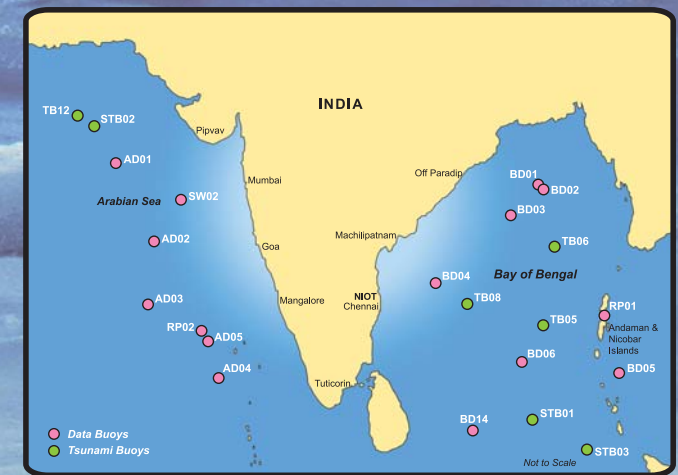 INDIA
TB12
STB02
Pipvav
AD01
Off Paradip
BD01
BD02
Mumbai
Arabian Sea
SW02
BD03
Machilipatnam
AD02
Goa
TB06
Bay of Bengal
BD04
AD03
Mangalore
NIOT
Chennai
TB08
RP01
RP02
AD05
TB05
Andaman &
Nicobar
Islands
BD06
AD04
Tuticorin
BD05
BD14
STB01
Data Buoys
Tsunami Buoys
STB03
Not to Scale